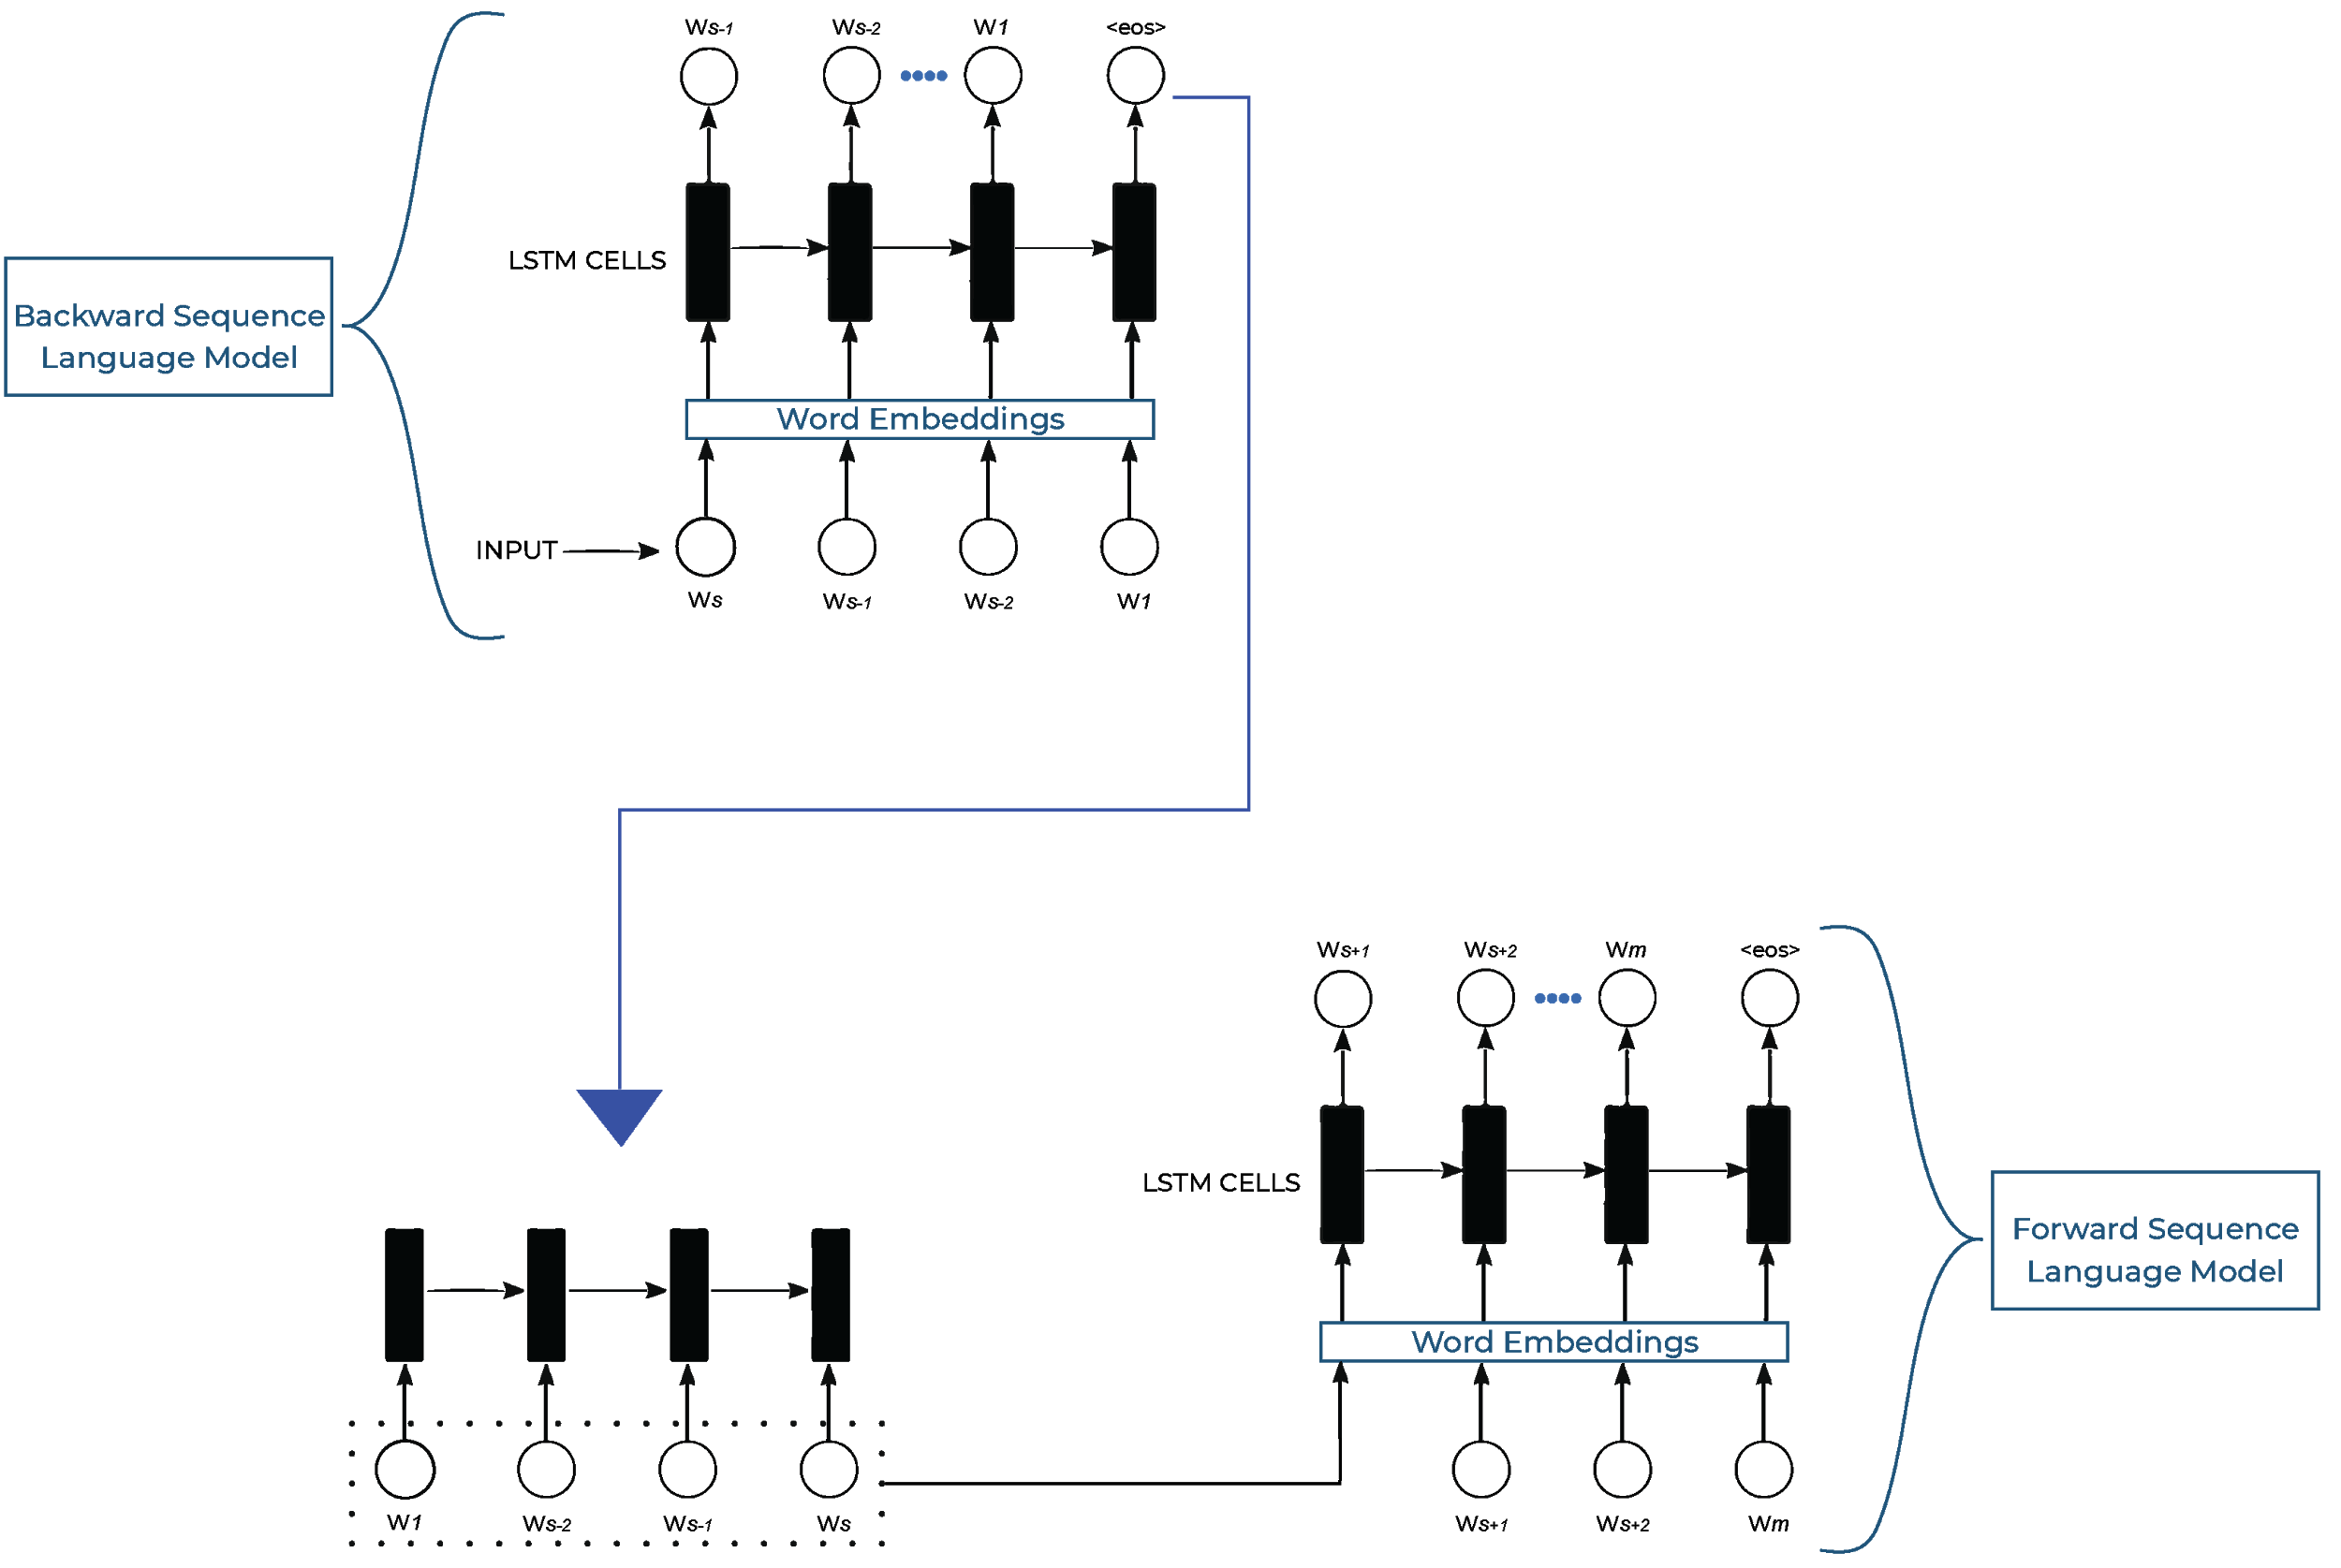 Ws-1 Ws-2 W1 <eos>
LSTM CELLS
Backward Sequence
Language Model
Word Embeddings
INPUT
Ws Ws-1 Ws-2 W1
Ws+1 Ws+2 Wm <eos>
LSTM CELLS
Forward Sequence
Language Model
Word Embeddings
W1 Ws-2 Ws-1 Ws
Ws+1 Ws+2 Wm